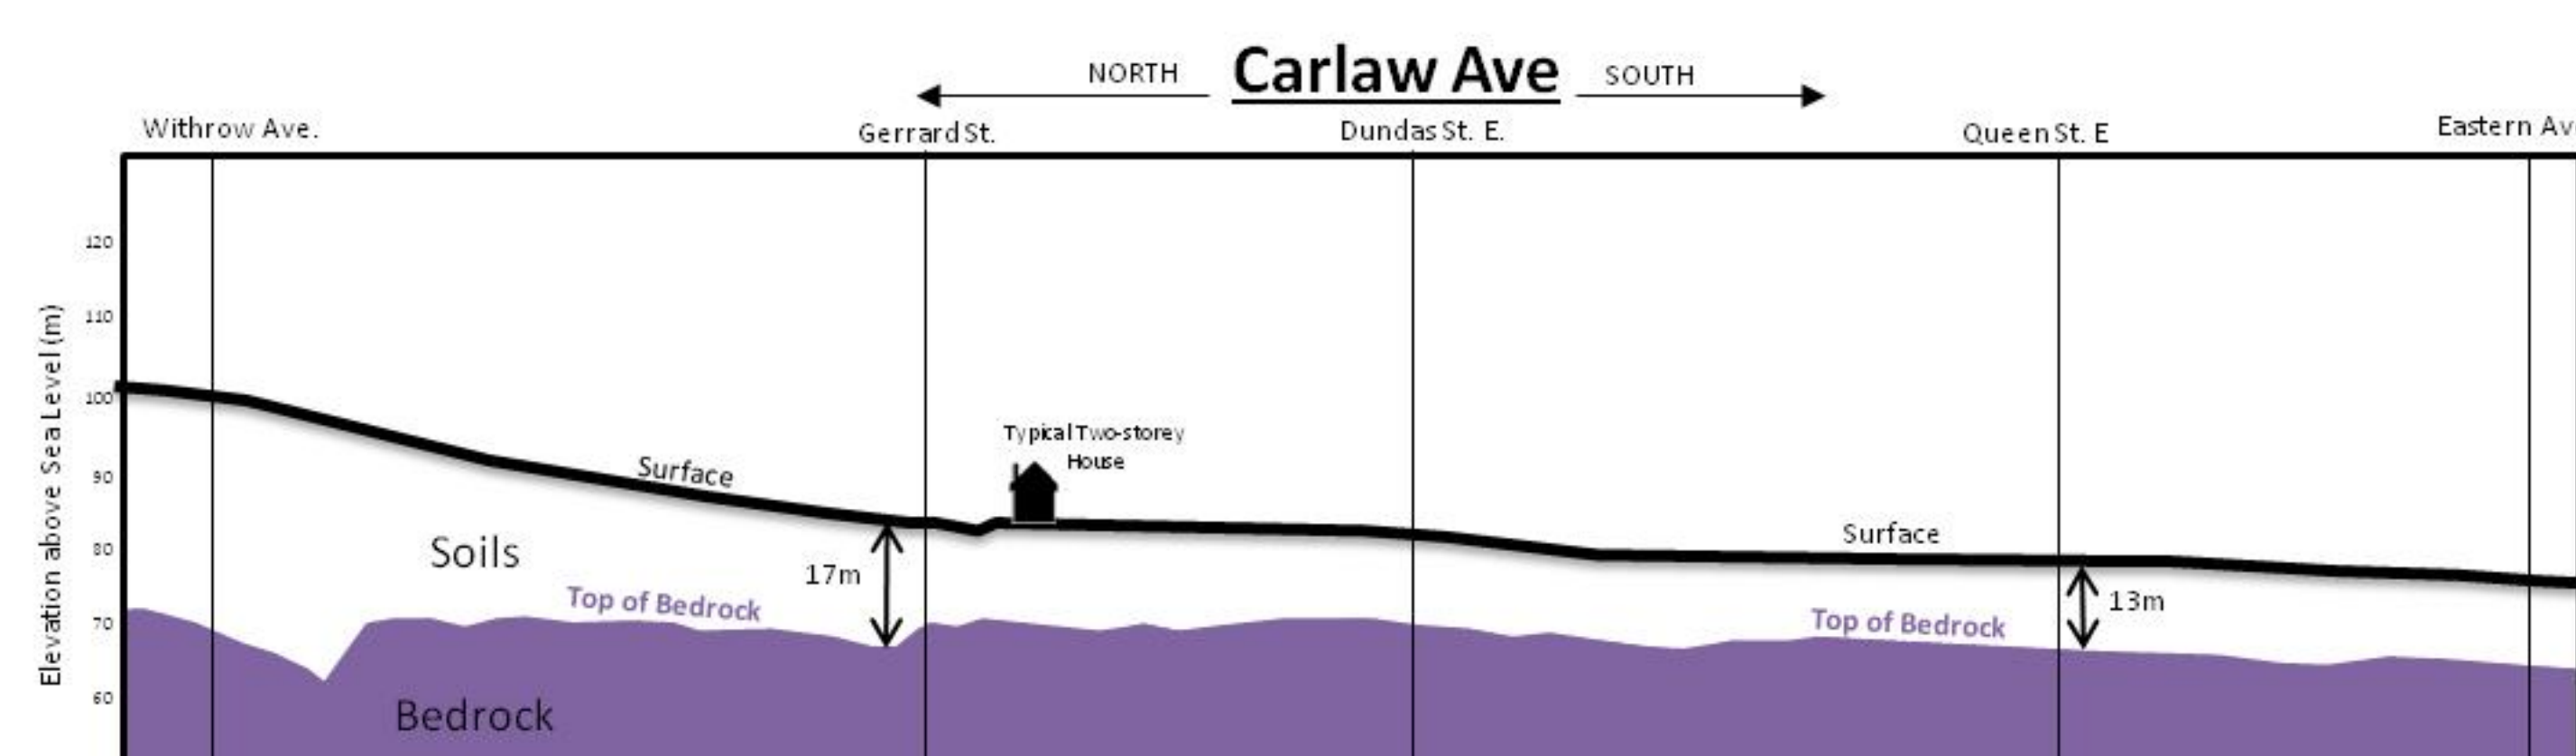 Carlaw Ave
NORTH
SOUTH
Withrow Ave.
Gerrard St.
Dundas St. E.
Queen St. E
Eastern Av
Elevation above Sea Level (m)
120
110
100
90
80
70
60
Typical Two-storey
House
Surface
Surface
Soils
17m
13m
Top of Bedrock
Top of Bedrock
Bedrock